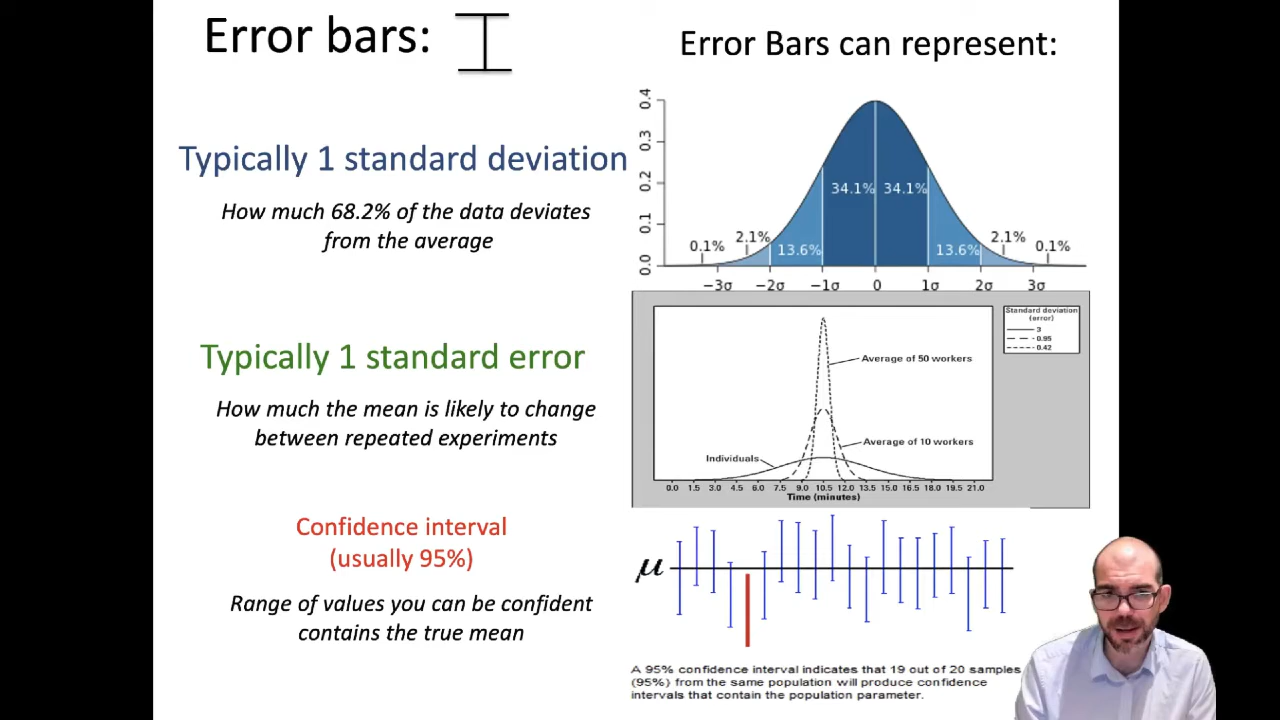 Error bars:
Error Bars can represent:
Typically 1 standard deviation
How much 68.2% of the data deviates
from the average
0.4
0.3
0.2
0.1
0.0
34.1%
34.1%
0.1%
2.1%
13.6%
13.6%
2.1%
0.1%
−3σ
−2σ
−1σ
0
1σ
2σ
3σ
Typically 1 standard error
How much the mean is likely to change
between repeated experiments
Standard deviation
(error)
3
0.95
0.42
Average of 50 workers
Average of 10 workers
Individuals
0.0 1.5 3.0 4.5 6.0 7.5 9.0 10.5 12.0 13.5 15.0 16.5 18.0 19.5 21.0
Time (minutes)
Confidence interval
(usually 95%)
Range of values you can be confident
contains the true mean
μ
A 95% confidence interval indicates that 19 out of 20 samples
(95%) from the same population will produce confidence
intervals that contain the population parameter.